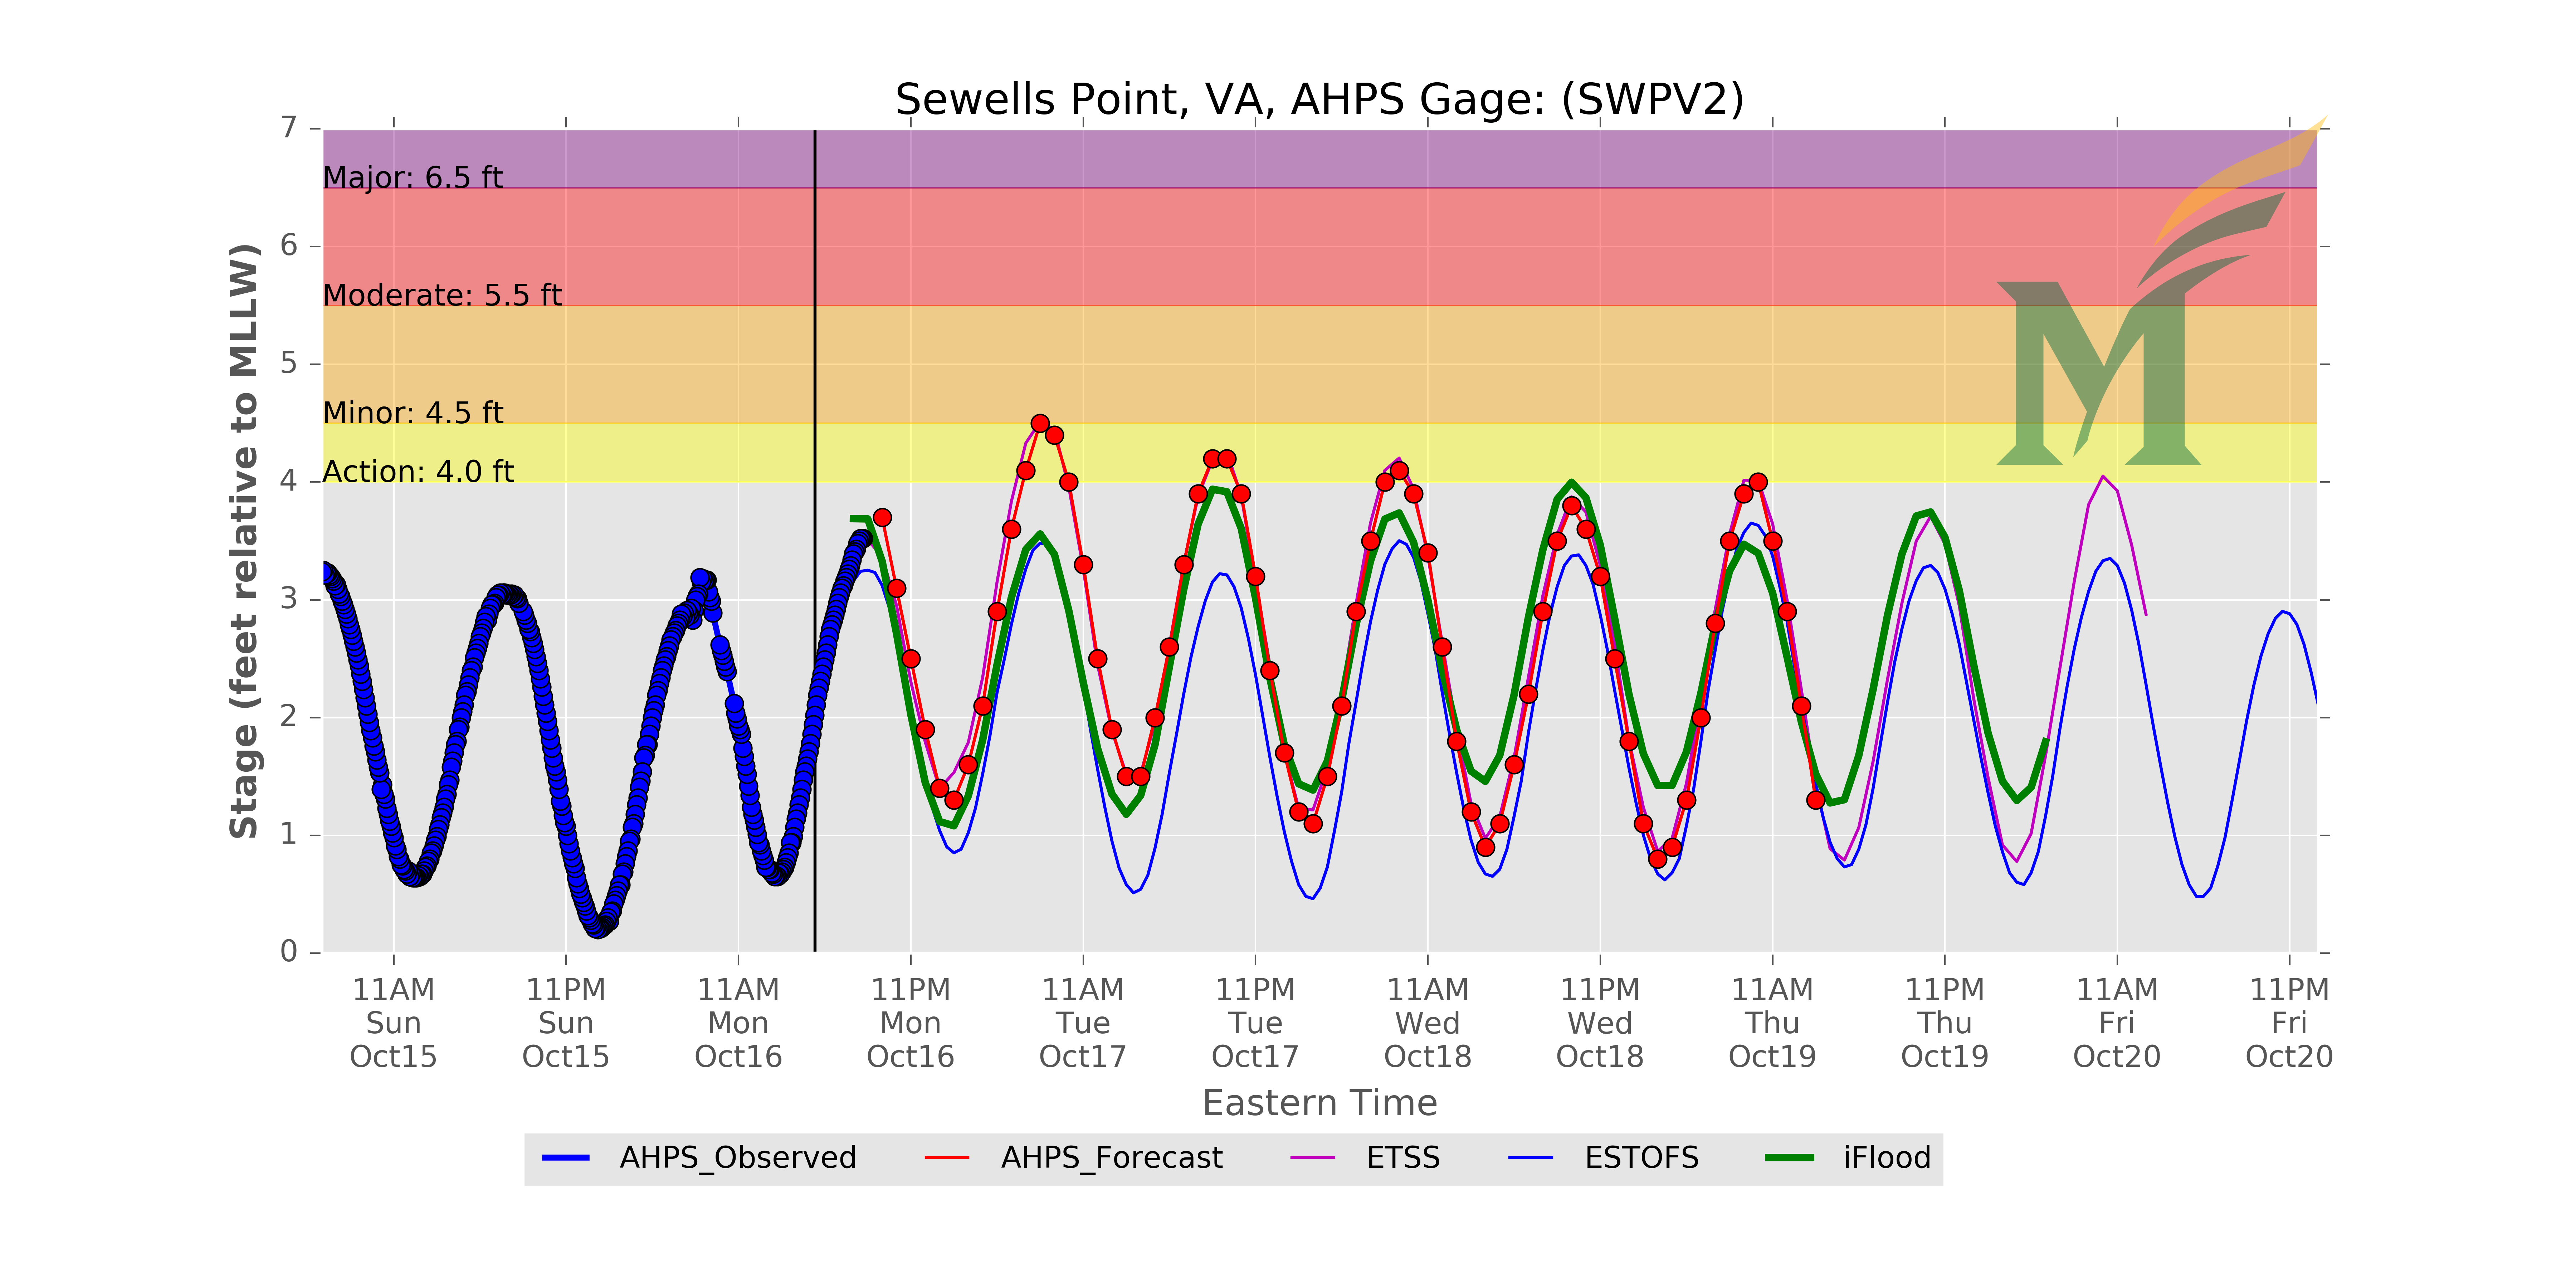 Sewells Point, VA, AHPS Gage: (SWPV2)
7
Major: 6.5 ft
6
Moderate: 5.5 ft
5
Minor: 4.5 ft
Action: 4.0 ft
4
3
2
1
0
Stage (feet relative to MLLW)
M
11AM 11PM 11AM 11PM 11AM 11PM 11AM 11PM 11AM 11PM 11AM 11PM
Sun Sun Mon Mon Tue Tue Wed Wed Thu Thu Fri Fri
Oct15 Oct15 Oct16 Oct16 Oct17 Oct17 Oct18 Oct18 Oct19 Oct19 Oct20 Oct20
Eastern Time
AHPS_Observed AHPS_Forecast ETSS ESTOFS iFlood